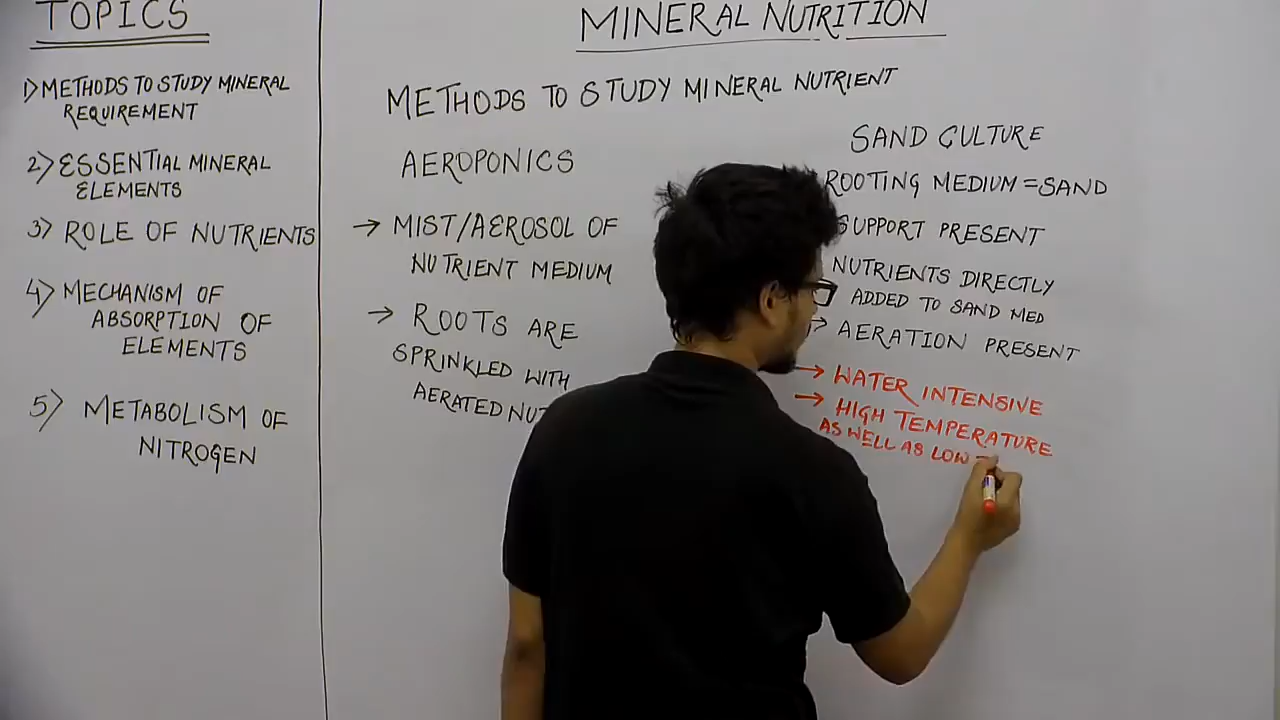 TOPICS
1) METHODS TO STUDY MINERAL
REQUIREMENT
2) ESSENTIAL MINERAL
ELEMENTS
3) ROLE OF NUTRIENTS
4) MECHANISM OF
ABSORPTION OF
ELEMENTS
5) METABOLISM OF
NITROGEN
MINERAL NUTRITION
METHODS TO STUDY MINERAL NUTRIENT
AEROPONICS
→ MIST/AEROSOL OF
NUTRIENT MEDIUM
→ ROOTS ARE
SPRINKLED WITH
AERATED
SAND CULTURE
ROOTING MEDIUM = SAND
SUPPORT PRESENT
NUTRIENTS DIRECTLY
ADDED TO SAND MED
→ AERATION PRESENT
→ WATER INTENSIVE
→ HIGH TEMPERATURE
AS WELL AS LOW